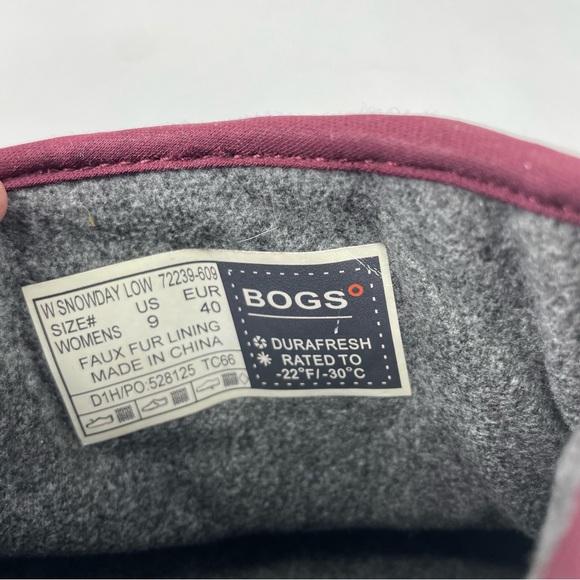 W SNOWDAY LOW 72239-609
SIZE# US EUR
WOMENS 9 40
FAUX FUR LINING
MADE IN CHINA
D1H/PO:528125 TC66
BOGS
DURAFRESH
RATED TO
-22°F/-30°C